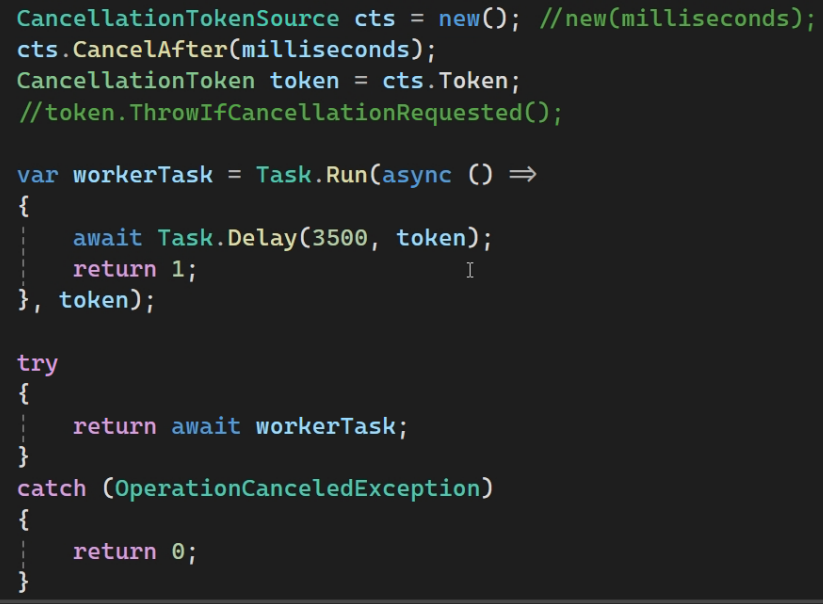 CancellationTokenSource cts = new(); //new(milliseconds);
cts.CancelAfter(milliseconds);
CancellationToken token = cts.Token;
//token.ThrowIfCancellationRequested();
var workerTask = Task.Run(async () =>
{
await Task.Delay(3500, token);
return 1;
}, token);
try
{
return await workerTask;
}
catch (OperationCanceledException)
{
return 0;
}